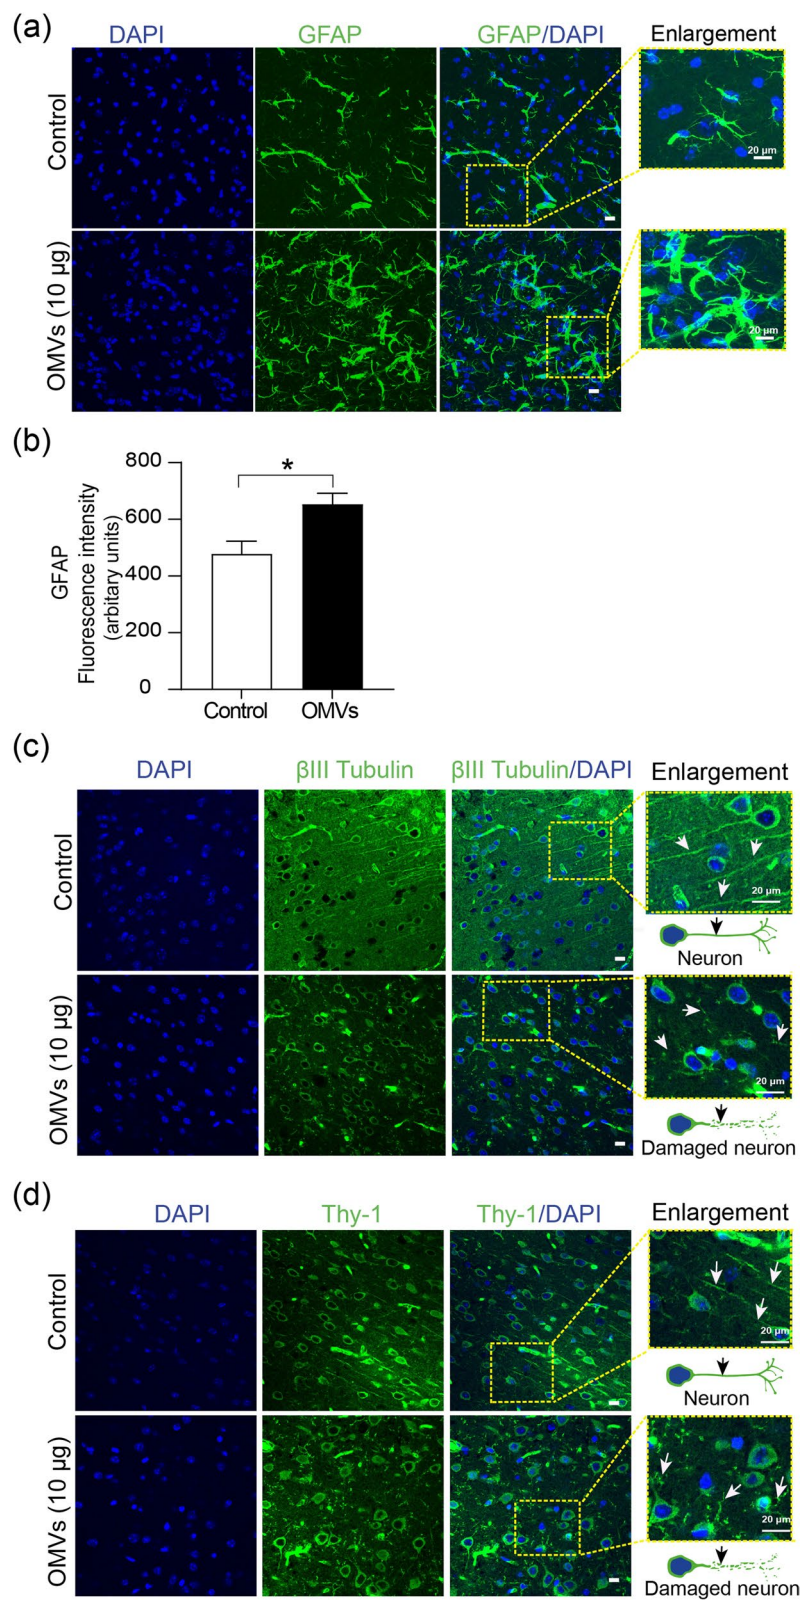 (a)
DAPI GFAP GFAP/DAPI Enlargement
Control
20 µm
OMVs (10 µg)
20 µm
(b)
GFAP
Fluorescence intensity
(arbitary units)
800
600
400
200
0
*
Control OMVs
(c)
DAPI βIII Tubulin βIII Tubulin/DAPI Enlargement
Control
20 µm
Neuron
OMVs (10 µg)
20 µm
Damaged neuron
(d)
DAPI Thy-1 Thy-1/DAPI Enlargement
Control
20 µm
Neuron
OMVs (10 µg)
20 µm
Damaged neuron